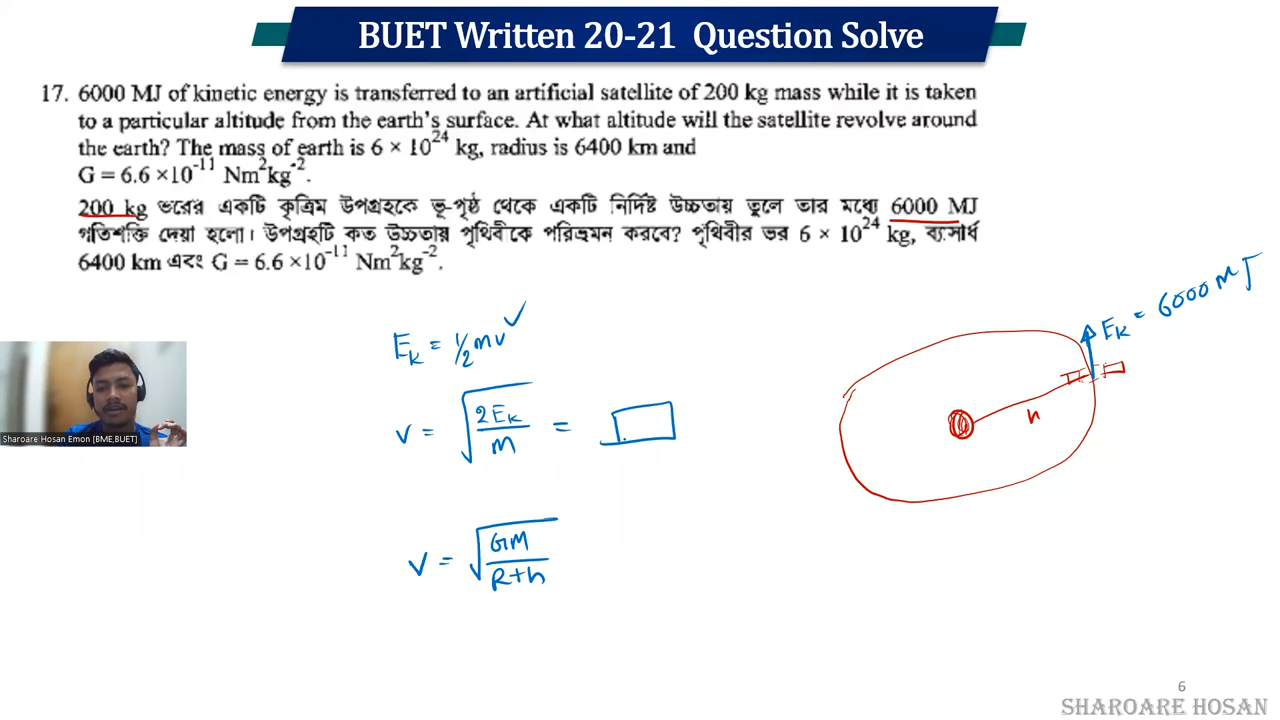 BUET Written 20-21 Question Solve
17. 6000 MJ of kinetic energy is transferred to an artificial satellite of 200 kg mass while it is taken
to a particular altitude from the earth's surface. At what altitude will the satellite revolve around
the earth? The mass of earth is 6 × 10^24 kg, radius is 6400 km and
G = 6.6 ×10^-11 Nm^2kg^-2.
200 kg ভরের একটি কৃত্রিম উপগ্রহকে ভূ-পৃষ্ঠ থেকে একটি নির্দিষ্ট উচ্চতায় তুলে তার মধ্যে 6000 MJ
গতিশক্তি দেয়া হলো। উপগ্রহটি কত উচ্চতায় পৃথিবীকে পরিভ্রমন করবে? পৃথিবীর ভর 6 × 10^24 kg, ব্যাসার্ধ
6400 km এবং G = 6.6 ×10^-11 Nm^2kg^-2.
E_K = 6000 MJ
E_K = 1/2 mv
v = √(2E_K/m) =
h
Sharoare Hosan Emon [BME,BUET]
v = √(GM/R+h)
6
SHAROARE HOSAN